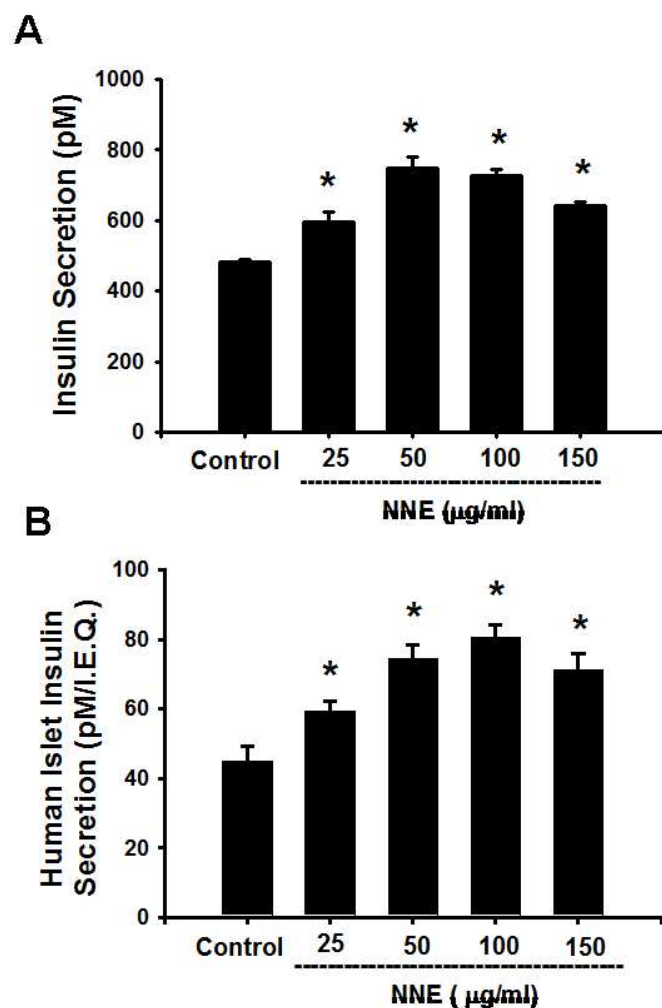 A
Insulin Secretion (pM)
1000
800
600
400
200
0
*
*
*
*
Control 25 50 100 150
NNE (µg/ml)
B
Human Islet Insulin
Secretion (pM/I.E.Q.)
100
80
60
40
20
0
*
*
*
*
Control 25 50 100 150
NNE ( µg/ml)